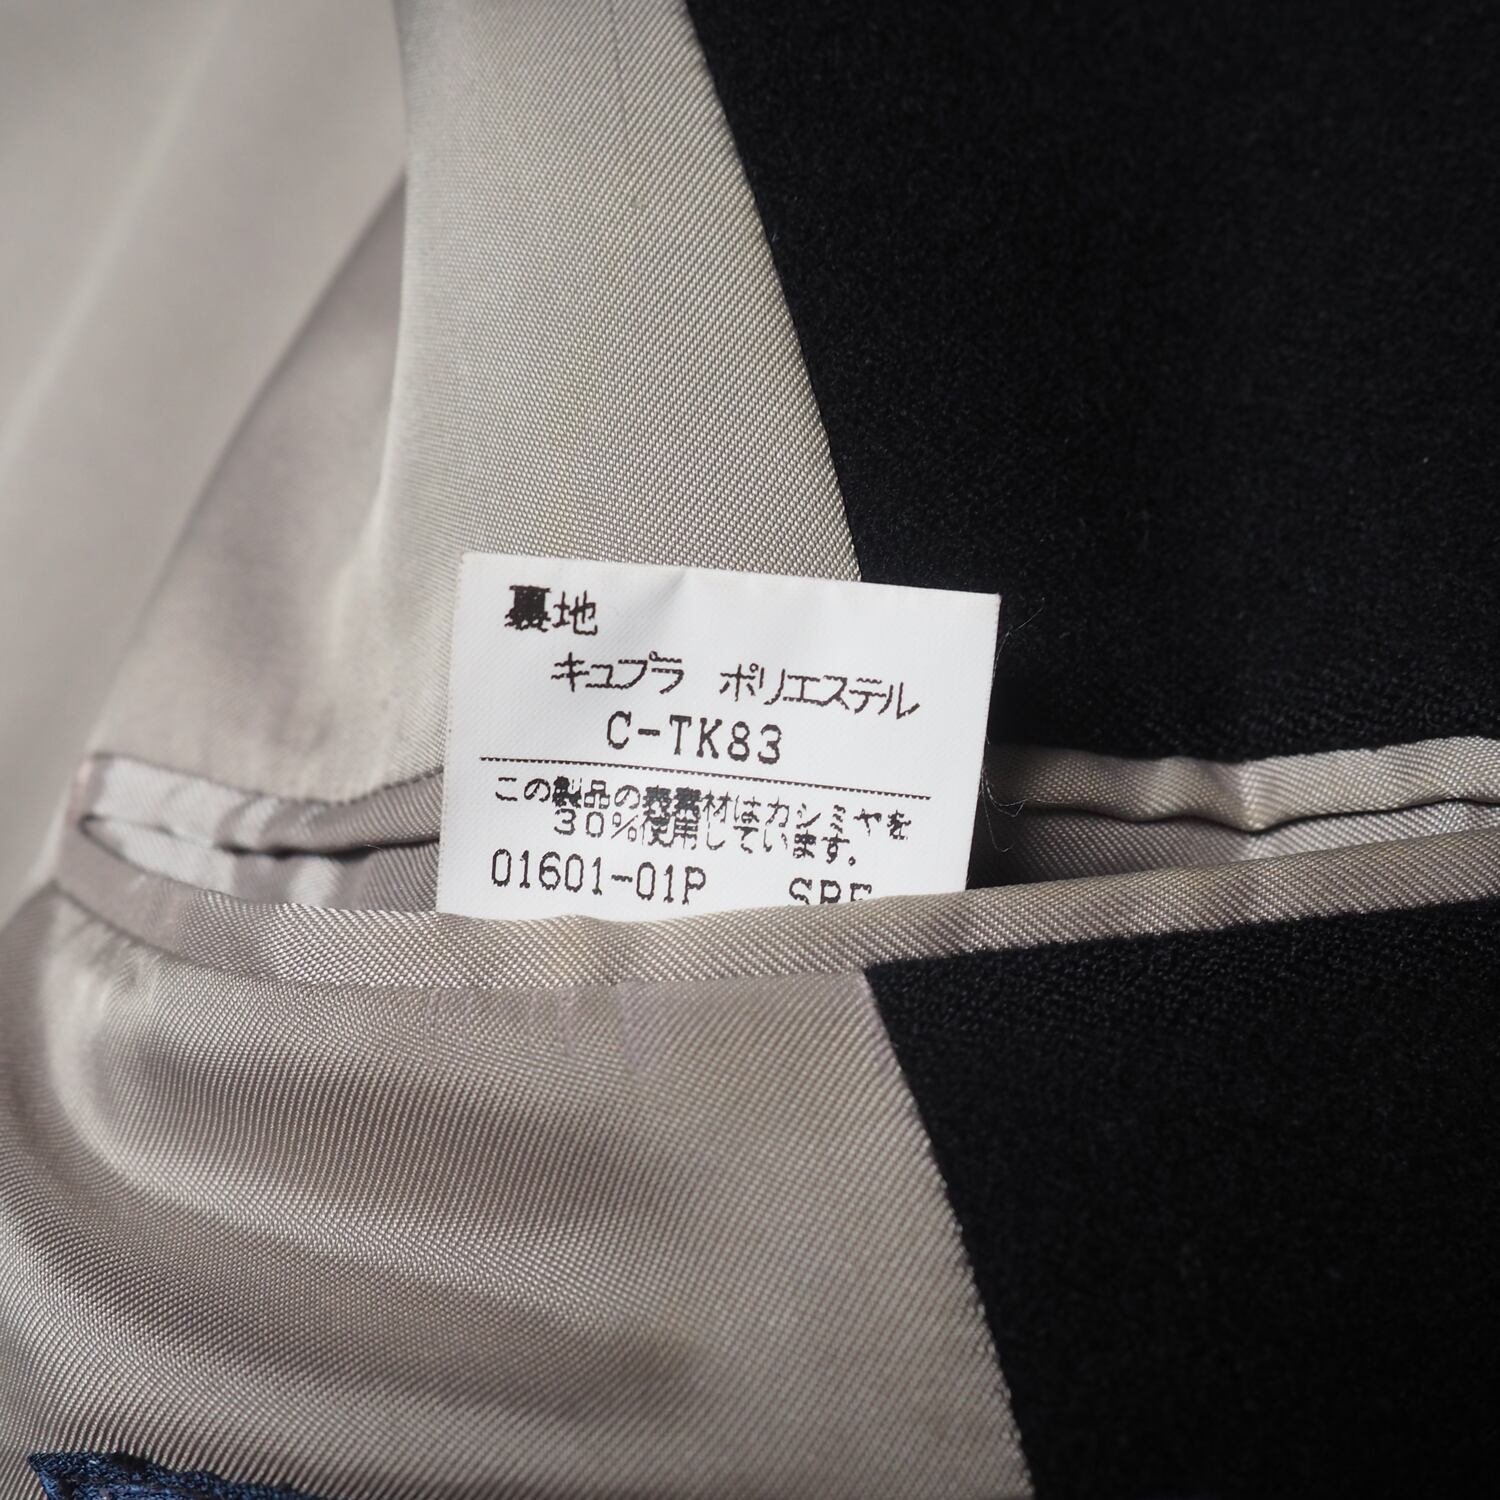 裏地
キュプラ ポリエステル
C-TK83
この製品の表素材はカシミヤを
30%使用しています。
01601-01P